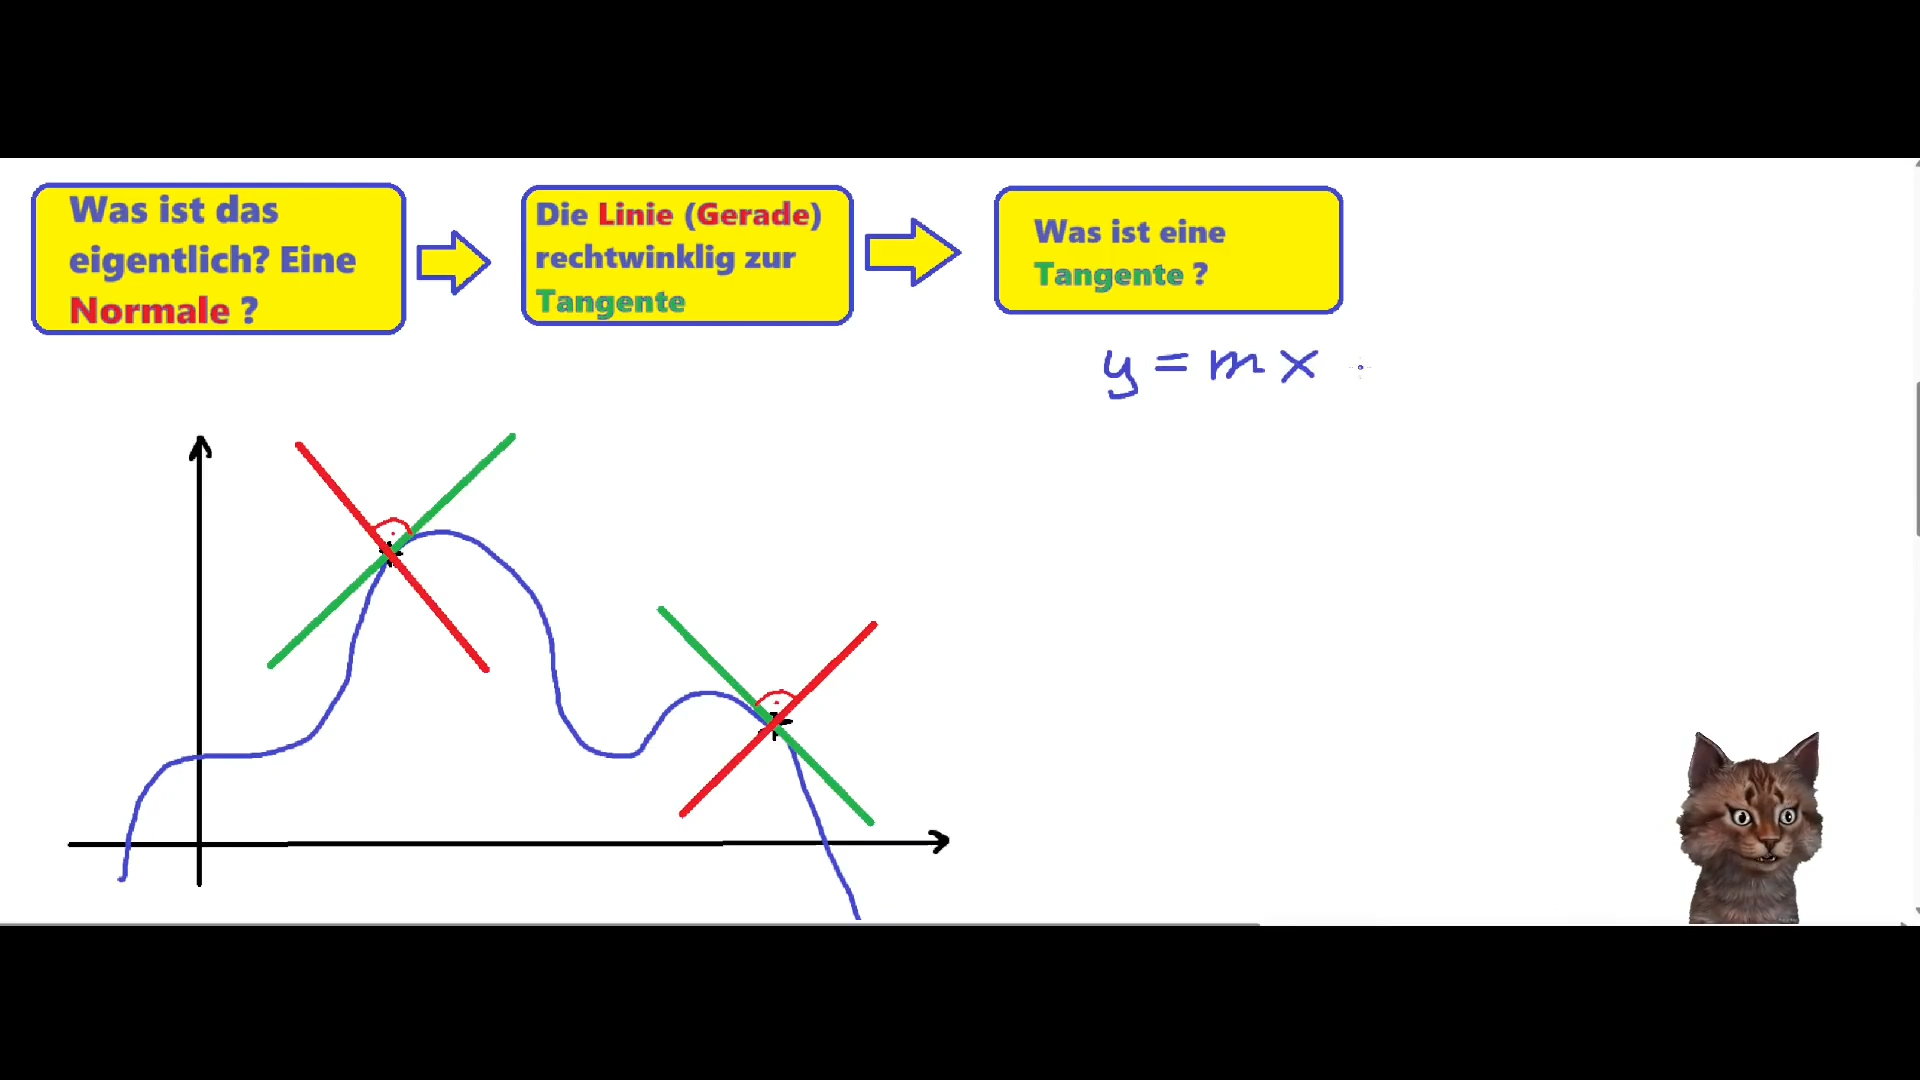 Was ist das
eigentlich? Eine
Normale ?
Die Linie (Gerade)
rechtwinklig zur
Tangente
Was ist eine
Tangente ?
y = mx